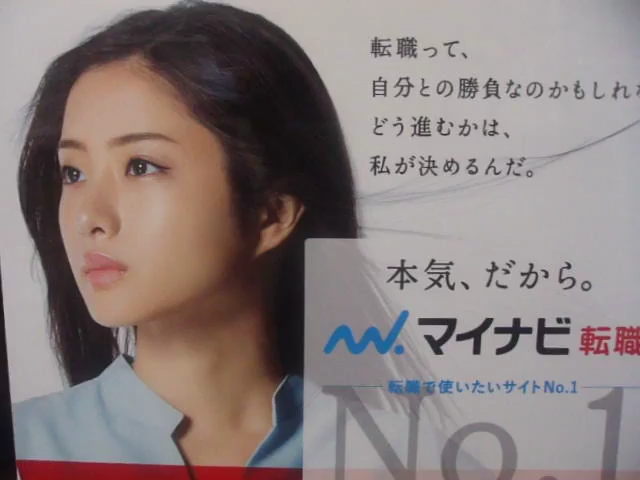 転職って、
自分との勝負なのかもしれ
どう進むかは、
私が決めるんだ。
本気、だから。
マイナビ 転職
転職で使いたいサイトNo.1
No.1